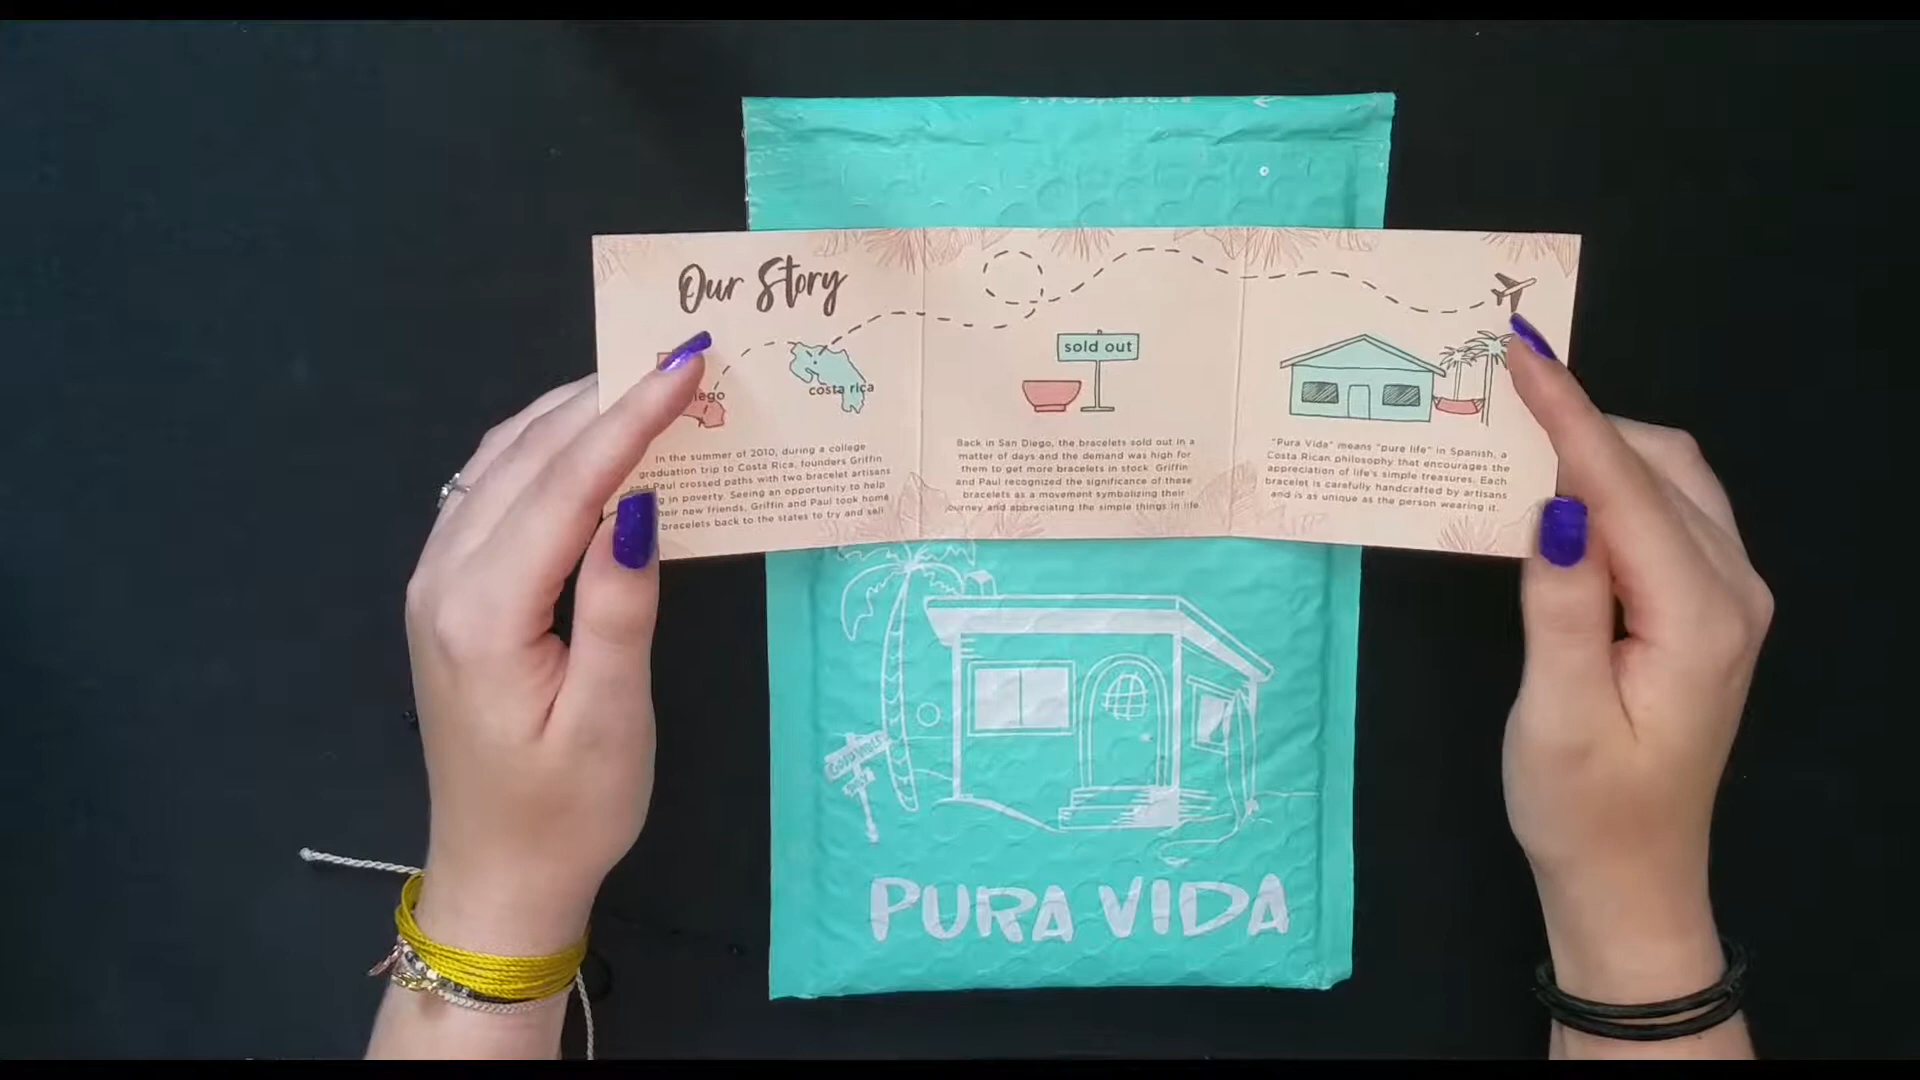 Our Story
costa rica
In the summer of 2010, during a college
graduation trip to Costa Rica, founders Griffin
Paul crossed paths with two bracelet artisans
in poverty. Seeing an opportunity to help
new friends, Griffin and Paul took home
bracelets back to the states to try and sell
sold out
Back in San Diego, the bracelets sold out in a
matter of days and the demand was high for
them to get more bracelets in stock. Griffin
and Paul recognized the significance of these
bracelets as a movement symbolizing their
journey and appreciating the simple things in life.
"Pura Vida" means "pure life" in Spanish, a
Costa Rican philosophy that encourages the
appreciation of life's simple treasures. Each
bracelet is carefully handcrafted by artisans
and is as unique as the person wearing it.
PURA VIDA